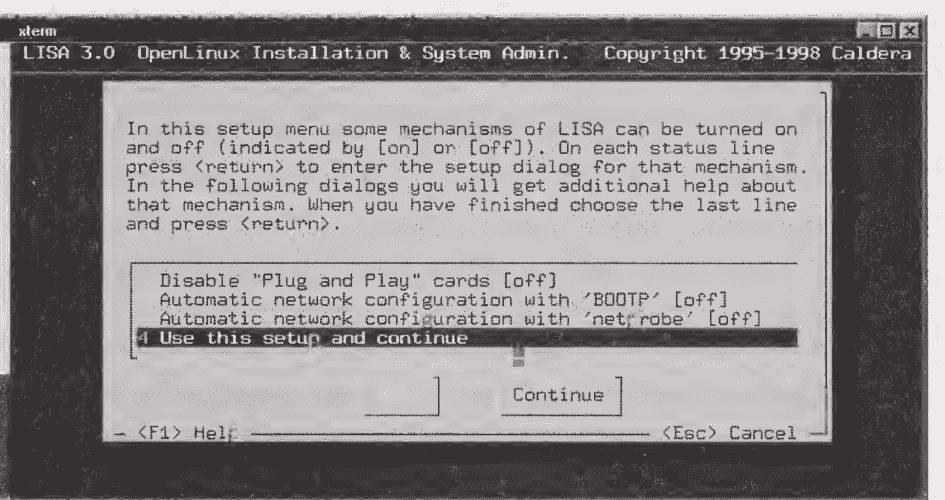 xterm
LISA 3.0 OpenLinux Installation & System Admin. Copyright 1995-1998 Caldera
In this setup menu some mechanisms of LISA can be turned on
and off (indicated by [on] or [off]). On each status line
press <return> to enter the setup dialog for that mechanism.
In the following dialogs you will get additional help about
that mechanism. When you have finished choose the last line
and press <return>.
Disable "Plug and Play" cards [off]
Automatic network configuration with 'BOOTP' [off]
Automatic network configuration with 'netprobe' [off]
4 Use this setup and continue
Continue
<F1> Help <Esc> Cancel